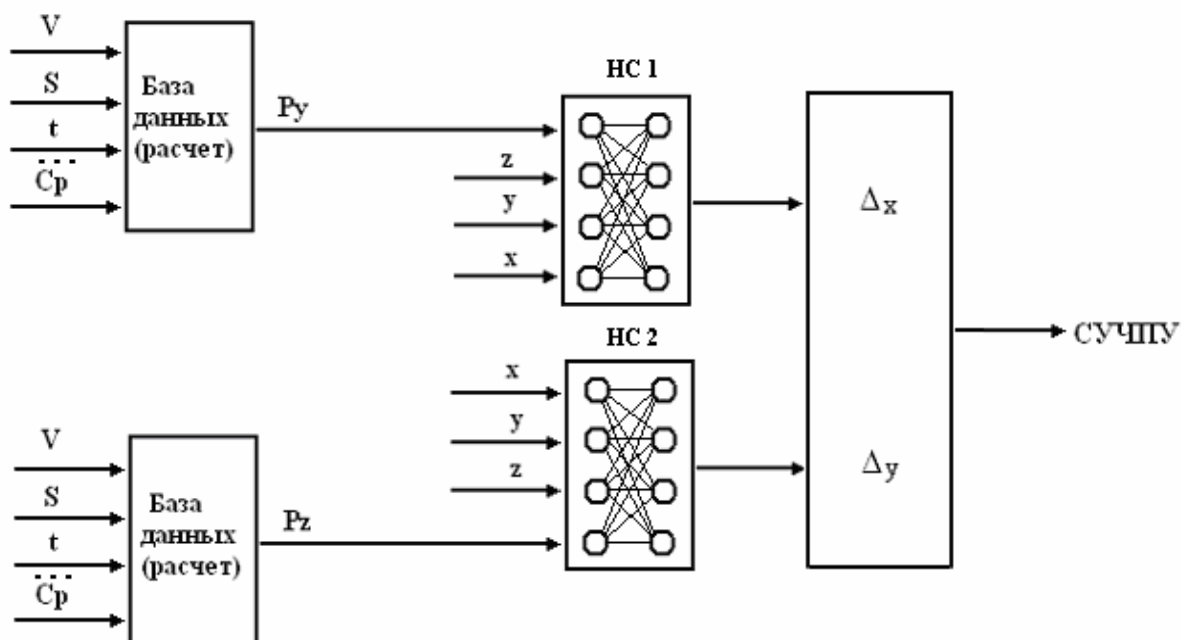 V
S
t
...
Cp
База
данных
(расчет)
Py
НС 1
z
y
x
Δx
Δy
СУЧПУ
НС 2
x
y
z
V
S
t
...
Cp
База
данных
(расчет)
Pz